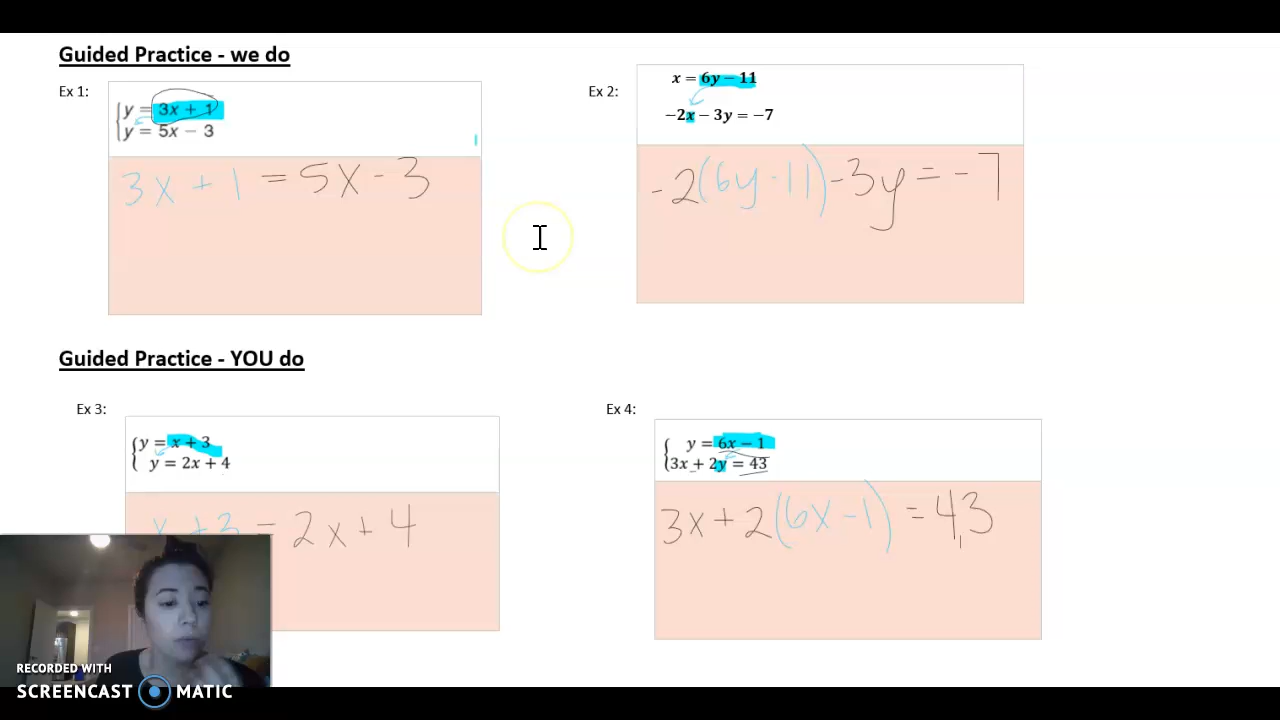 Guided Practice - we do
Ex 1:
y = 3x + 1
y = 5x − 3
3x + 1 = 5x - 3
Ex 2:
x = 6y − 11
−2x − 3y = −7
-2(6y - 11) - 3y = -7
Guided Practice - YOU do
Ex 3:
y = x + 3
y = 2x + 4
x + 3 = 2x + 4
Ex 4:
y = 6x − 1
3x + 2y = 43
3x + 2(6x - 1) = 43
RECORDED WITH
SCREENCAST MATIC